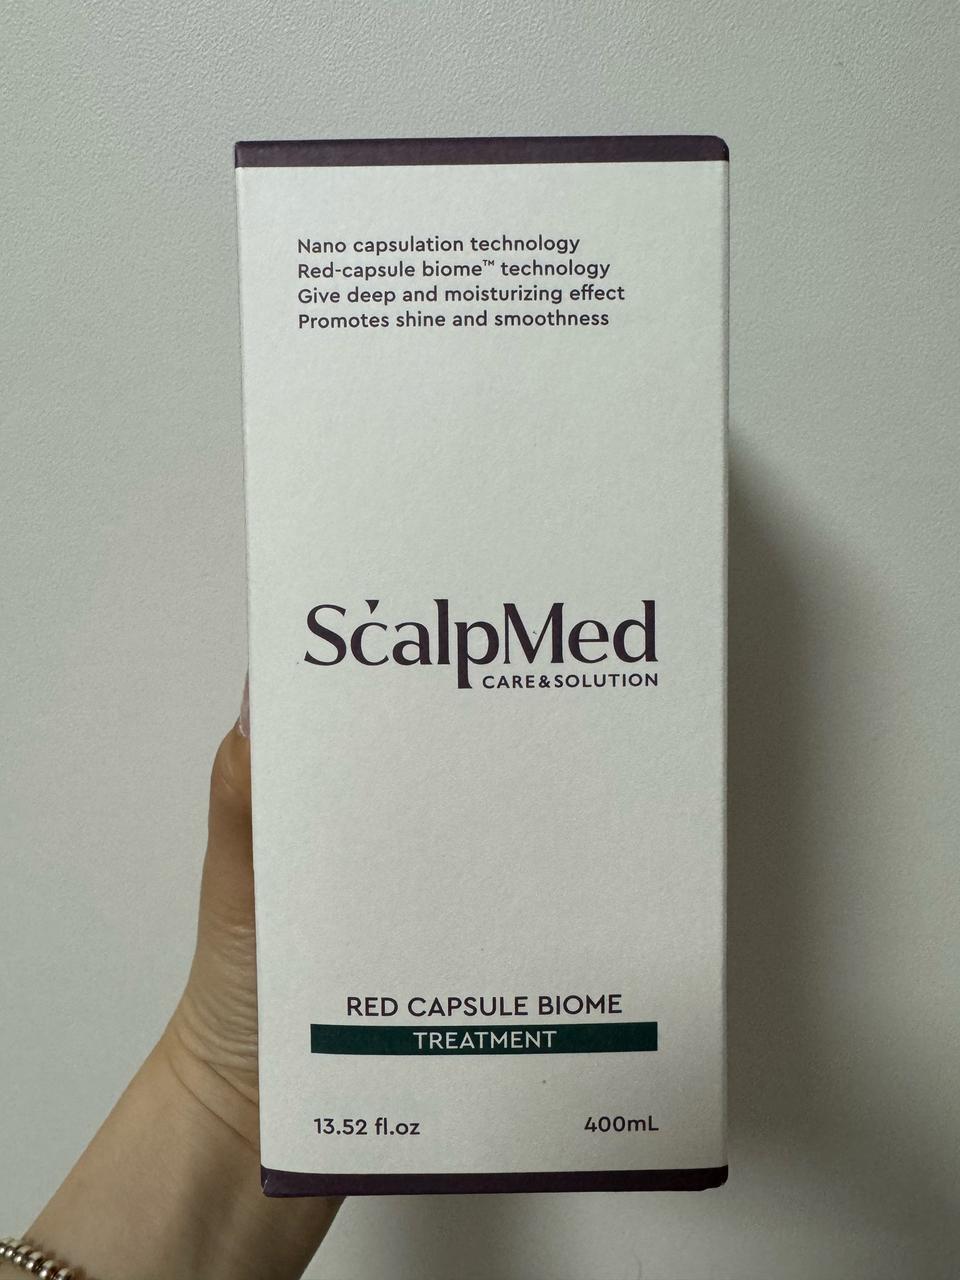 Nano capsulation technology
Red-capsule biome™ technology
Give deep and moisturizing effect
Promotes shine and smoothness
ScalpMed
CARE&SOLUTION
RED CAPSULE BIOME
TREATMENT
13.52 fl.oz 400mL